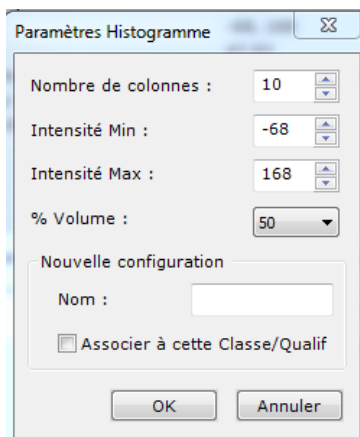 Paramètres Histogramme
Nombre de colonnes : 10
Intensité Min : -68
Intensité Max : 168
% Volume : 50
Nouvelle configuration
Nom :
Associer à cette Classe/Qualif
OK Annuler